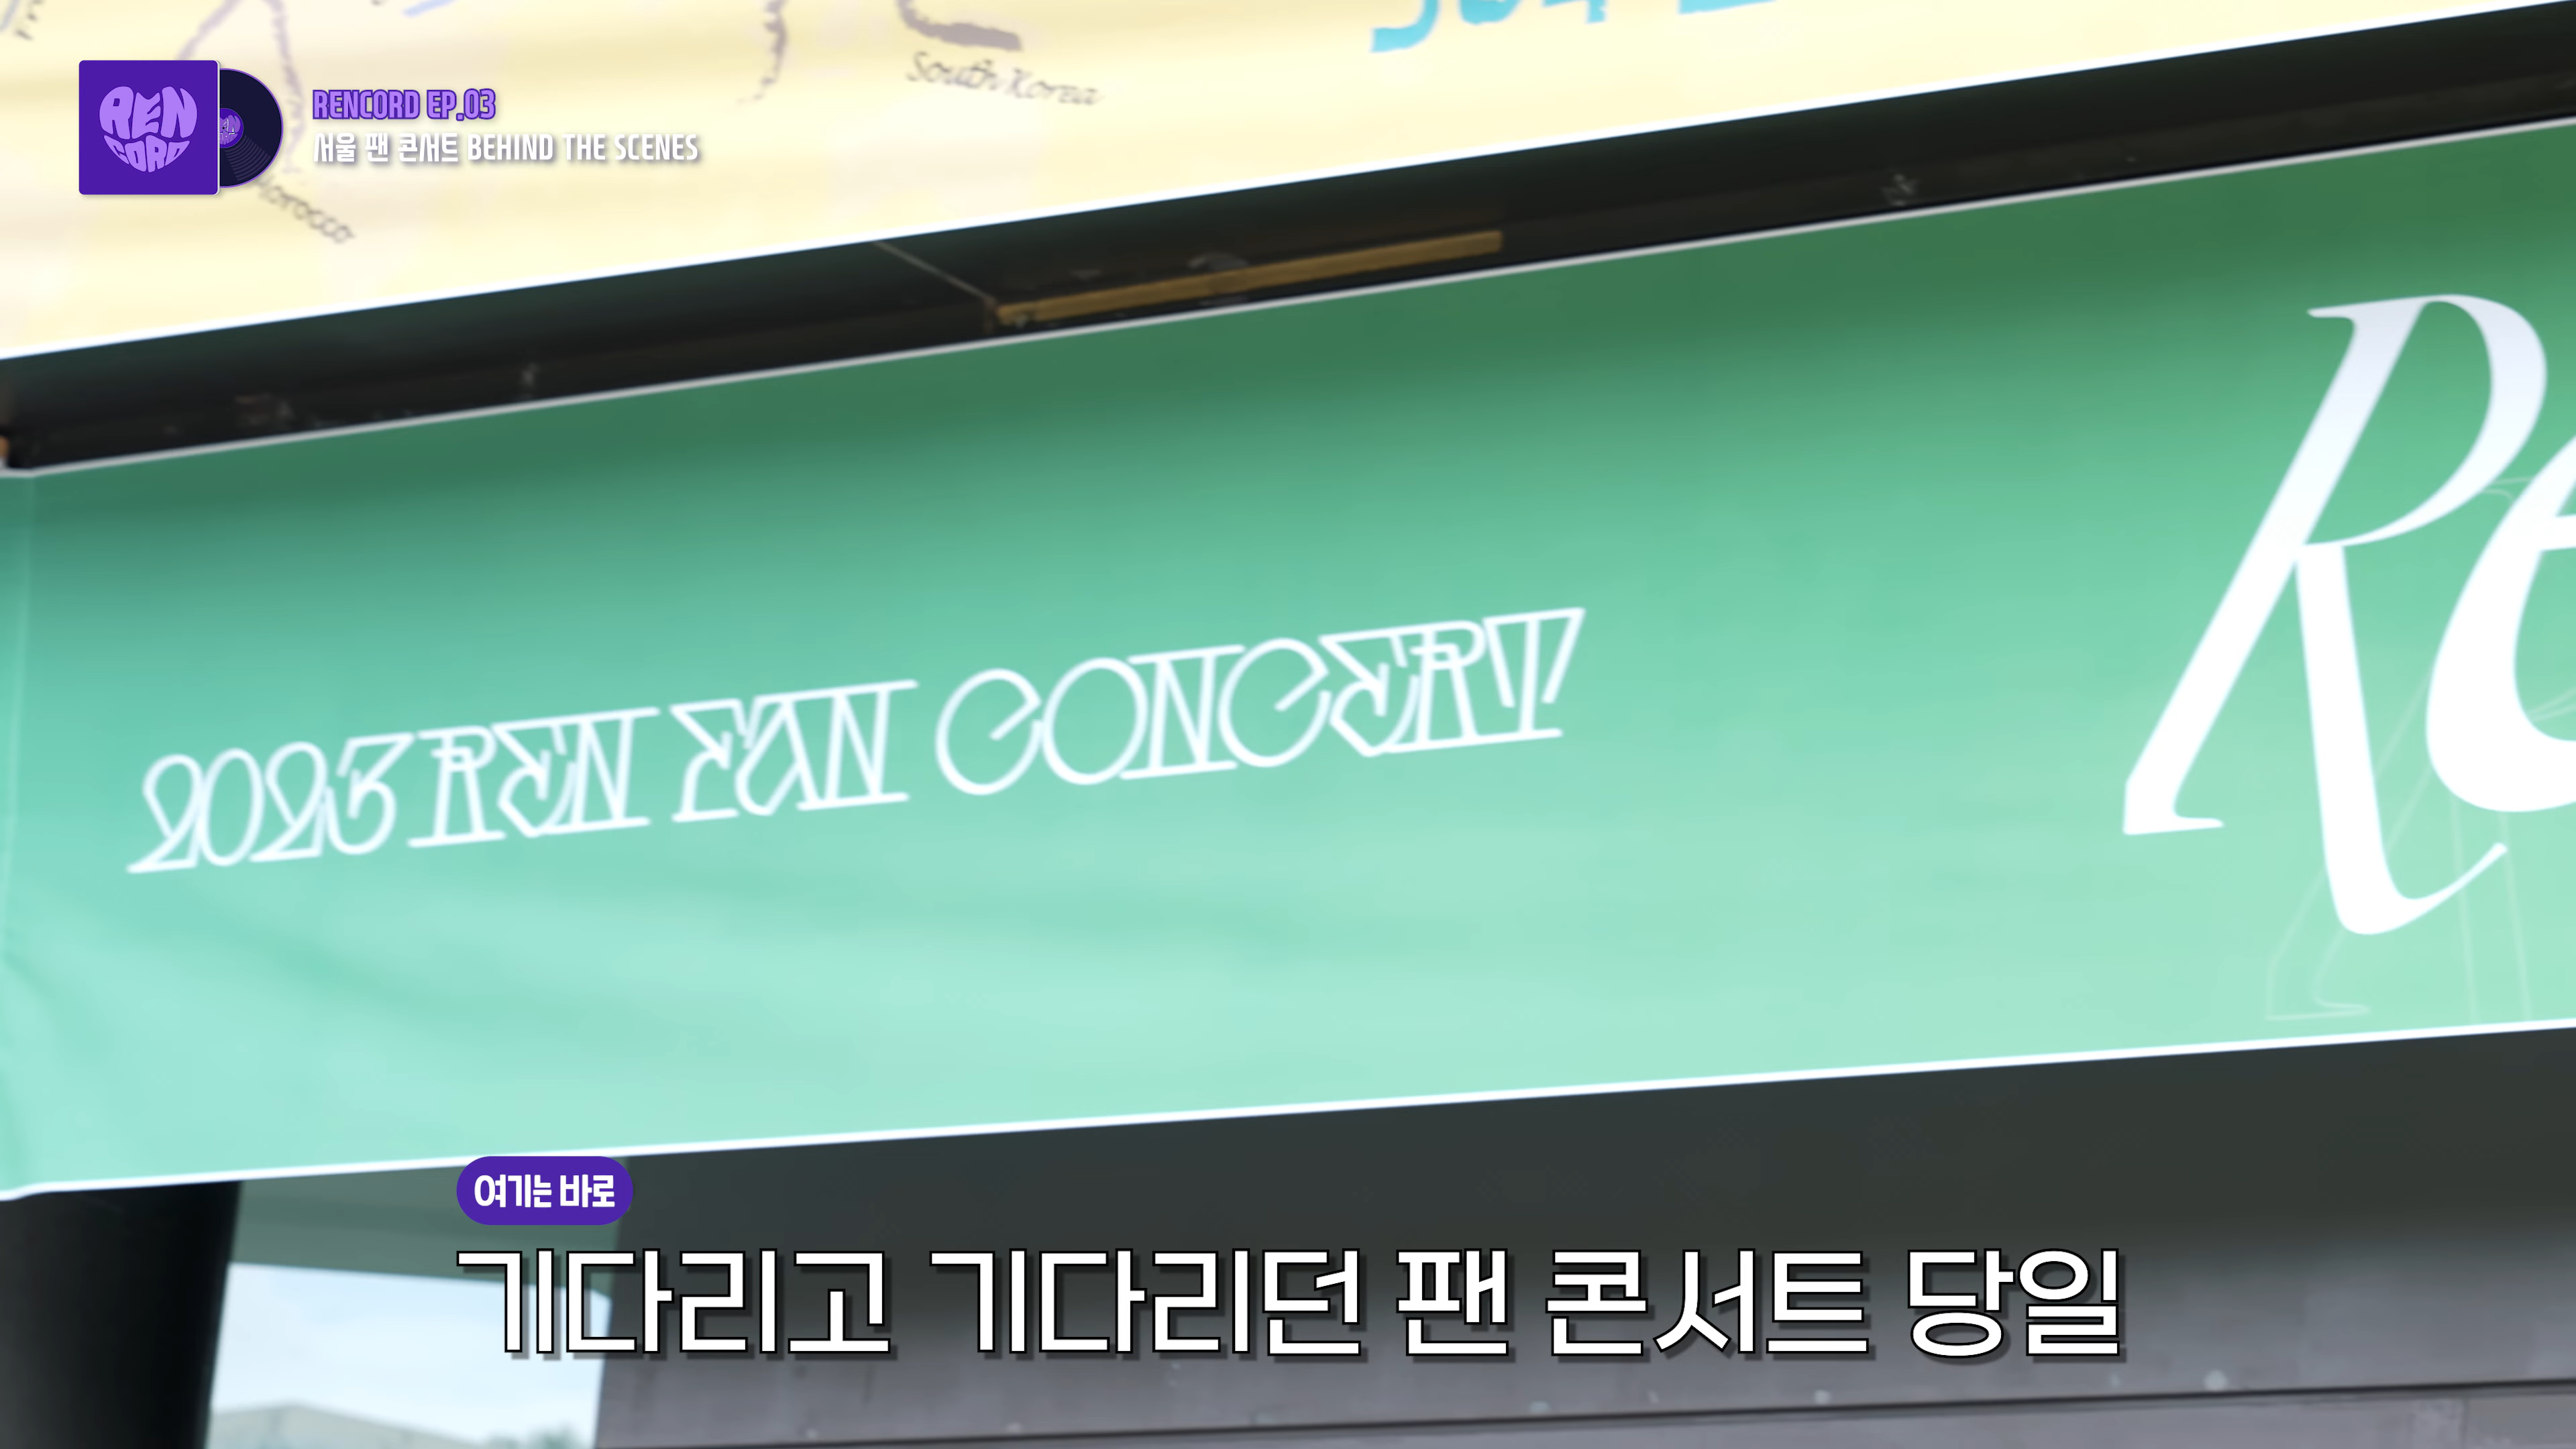 South Korea
REN
CORD
RENCORD EP.03
서울 팬 콘서트 BEHIND THE SCENES
Morocco
2023 REN FAN CONCERT
Re
여기는 바로
기다리고 기다리던 팬 콘서트 당일